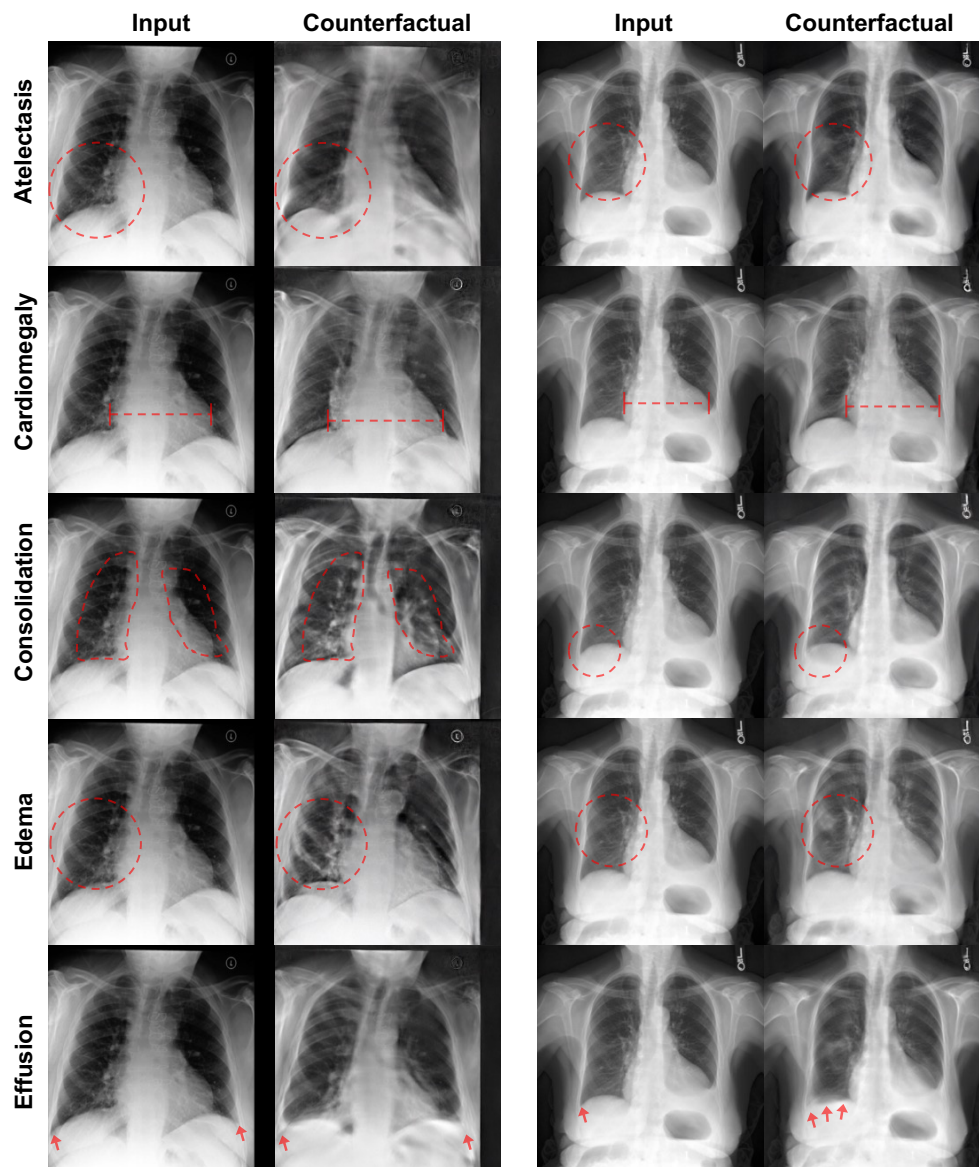 Input Counterfactual Input Counterfactual
Atelectasis
Cardiomegaly
Consolidation
Edema
Effusion